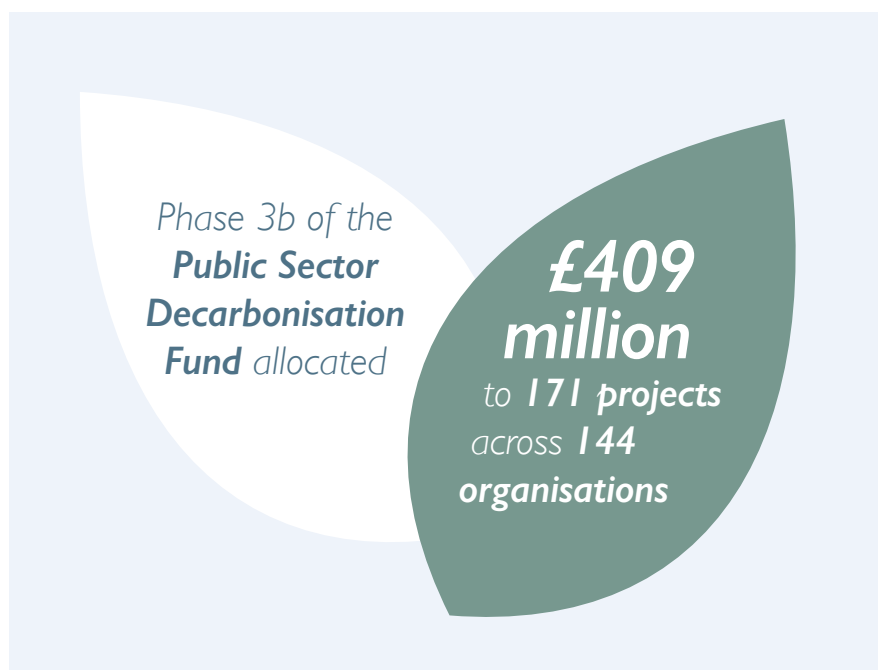 Phase 3b of the
Public Sector
Decarbonisation
Fund allocated
£409
million
to 171 projects
across 144
organisations